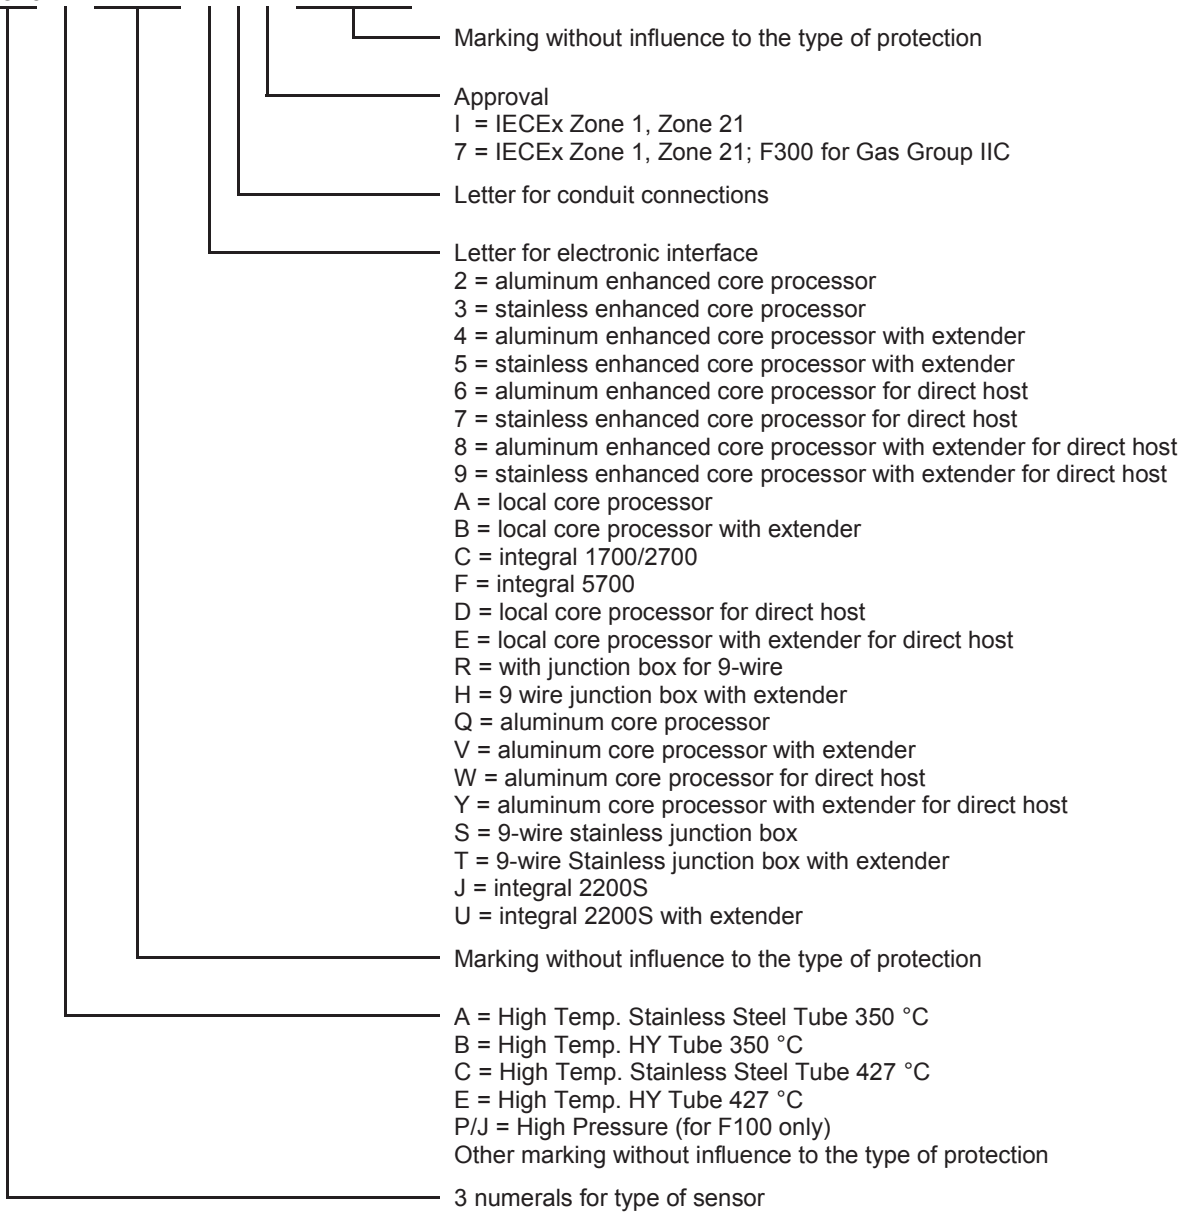 Marking without influence to the type of protection
Approval
I = IECEx Zone 1, Zone 21
7 = IECEx Zone 1, Zone 21; F300 for Gas Group IIC
Letter for conduit connections
Letter for electronic interface
2 = aluminum enhanced core processor
3 = stainless enhanced core processor
4 = aluminum enhanced core processor with extender
5 = stainless enhanced core processor with extender
6 = aluminum enhanced core processor for direct host
7 = stainless enhanced core processor for direct host
8 = aluminum enhanced core processor with extender for direct host
9 = stainless enhanced core processor with extender for direct host
A = local core processor
B = local core processor with extender
C = integral 1700/2700
F = integral 5700
D = local core processor for direct host
E = local core processor with extender for direct host
R = with junction box for 9-wire
H = 9 wire junction box with extender
Q = aluminum core processor
V = aluminum core processor with extender
W = aluminum core processor for direct host
Y = aluminum core processor with extender for direct host
S = 9-wire stainless junction box
T = 9-wire Stainless junction box with extender
J = integral 2200S
U = integral 2200S with extender
Marking without influence to the type of protection
A = High Temp. Stainless Steel Tube 350 °C
B = High Temp. HY Tube 350 °C
C = High Temp. Stainless Steel Tube 427 °C
E = High Temp. HY Tube 427 °C
P/J = High Pressure (for F100 only)
Other marking without influence to the type of protection
3 numerals for type of sensor